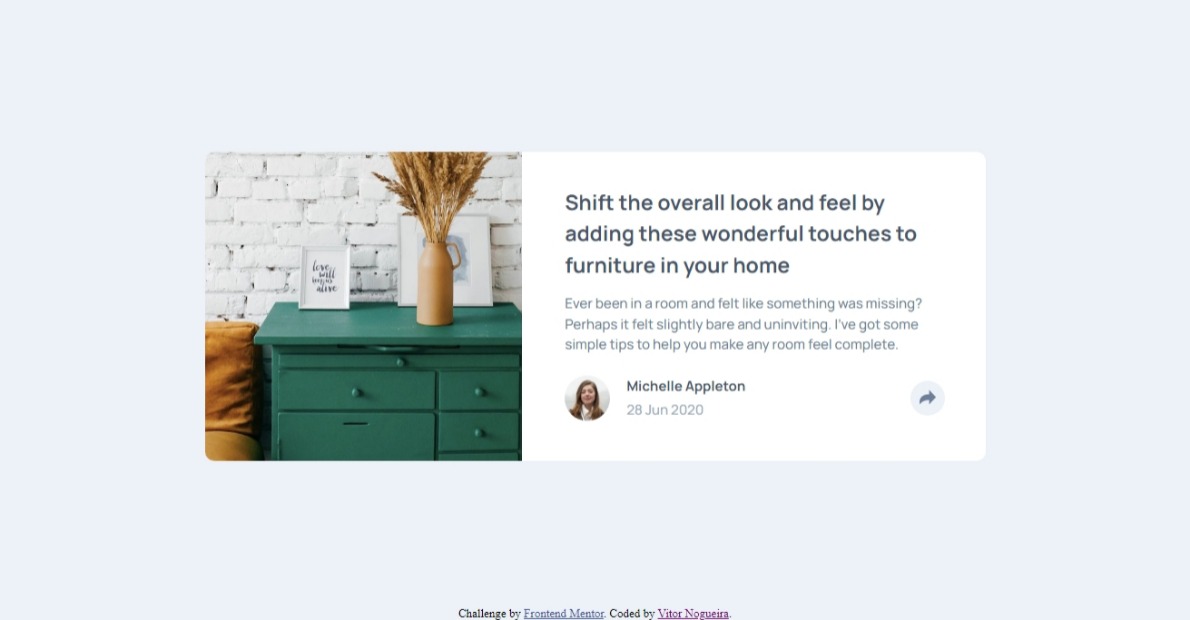 love
will
keep us
alive
Shift the overall look and feel by
adding these wonderful touches to
furniture in your home
Ever been in a room and felt like something was missing?
Perhaps it felt slightly bare and uninviting. I've got some
simple tips to help you make any room feel complete.
Michelle Appleton
28 Jun 2020
Challenge by Frontend Mentor. Coded by Vitor Nogueira.